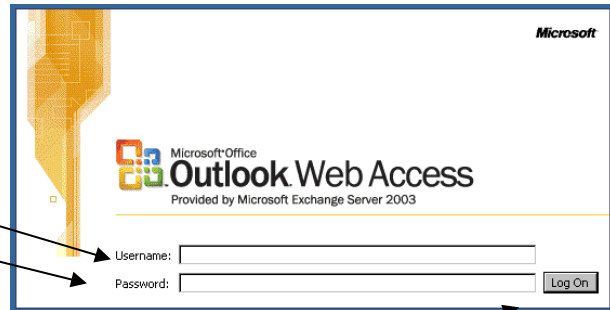 Microsoft
Microsoft Office
Outlook Web Access
Provided by Microsoft Exchange Server 2003
Username:
Password:
Log On